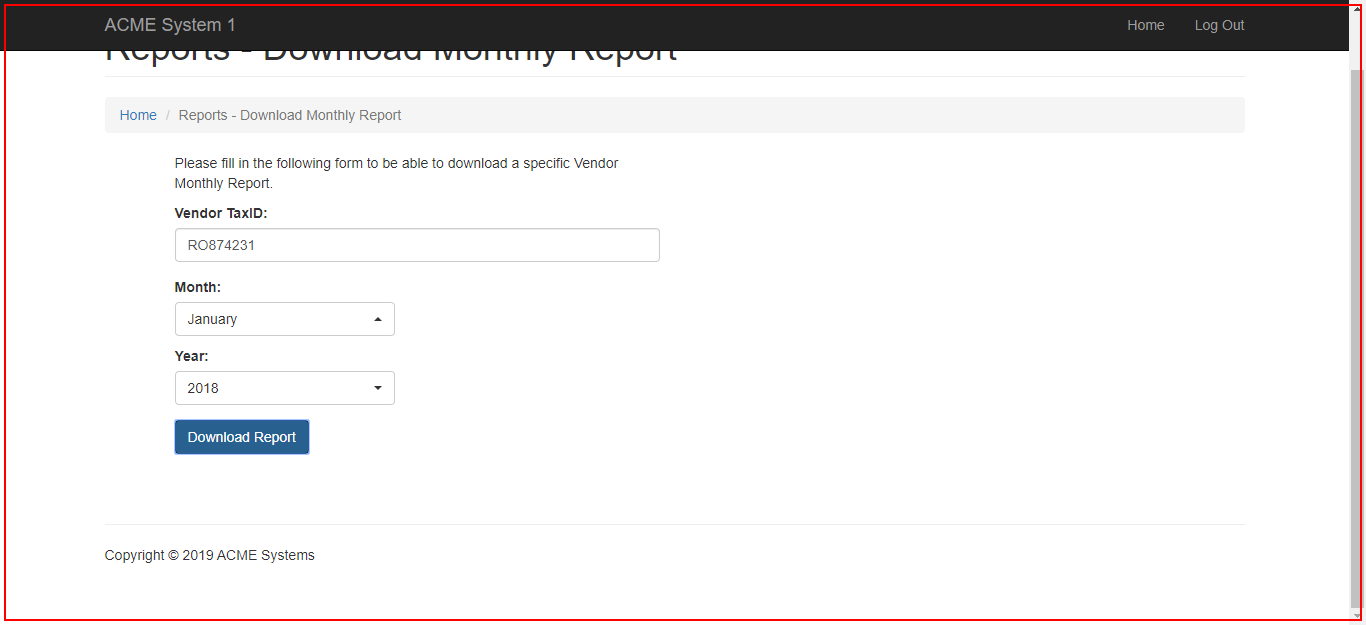 ACME System 1
Home
Log Out
Reports - Download Monthly Report
Home / Reports - Download Monthly Report
Please fill in the following form to be able to download a specific Vendor
Monthly Report.
Vendor TaxID:
RO874231
Month:
January
Year:
2018
Download Report
Copyright © 2019 ACME Systems